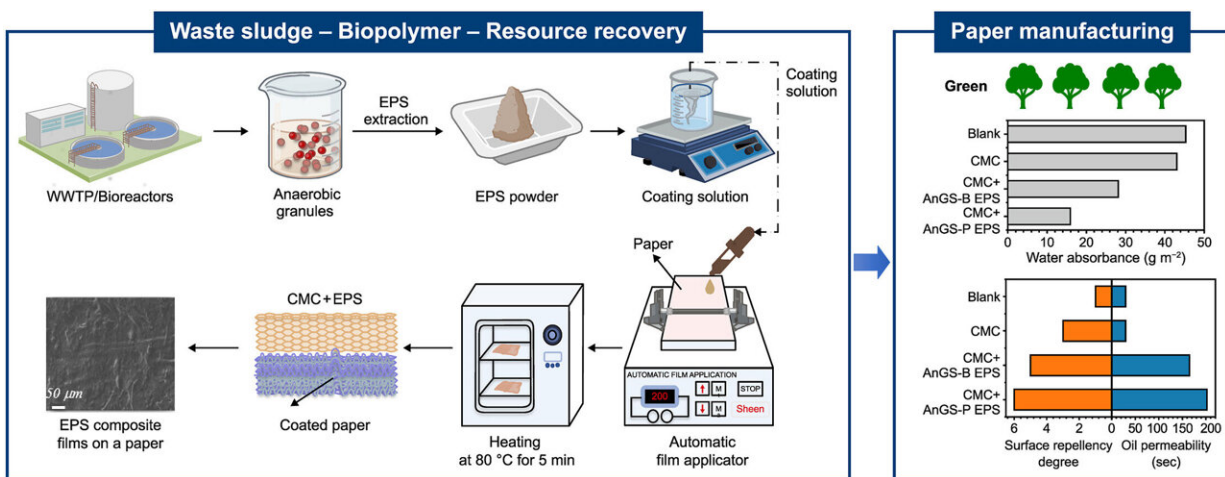 Waste sludge – Biopolymer – Resource recovery
WWTP/Bioreactors
Anaerobic
granules
EPS
extraction
EPS powder
Coating solution
Coating
solution
Paper
AUTOMATIC FILM APPLICATION
200
M
M
STOP
Sheen
Automatic
film applicator
Heating
at 80 °C for 5 min
CMC+EPS
Coated paper
50 μm
EPS composite
films on a paper
Paper manufacturing
Green
Blank
CMC
CMC+
AnGS-B EPS
CMC+
AnGS-P EPS
0 10 20 30 40 50
Water absorbance (g m⁻²)
Blank
CMC
CMC+
AnGS-B EPS
CMC+
AnGS-P EPS
6 4 2 0 50 100 150 200
Surface repellency
degree
Oil permeability
(sec)